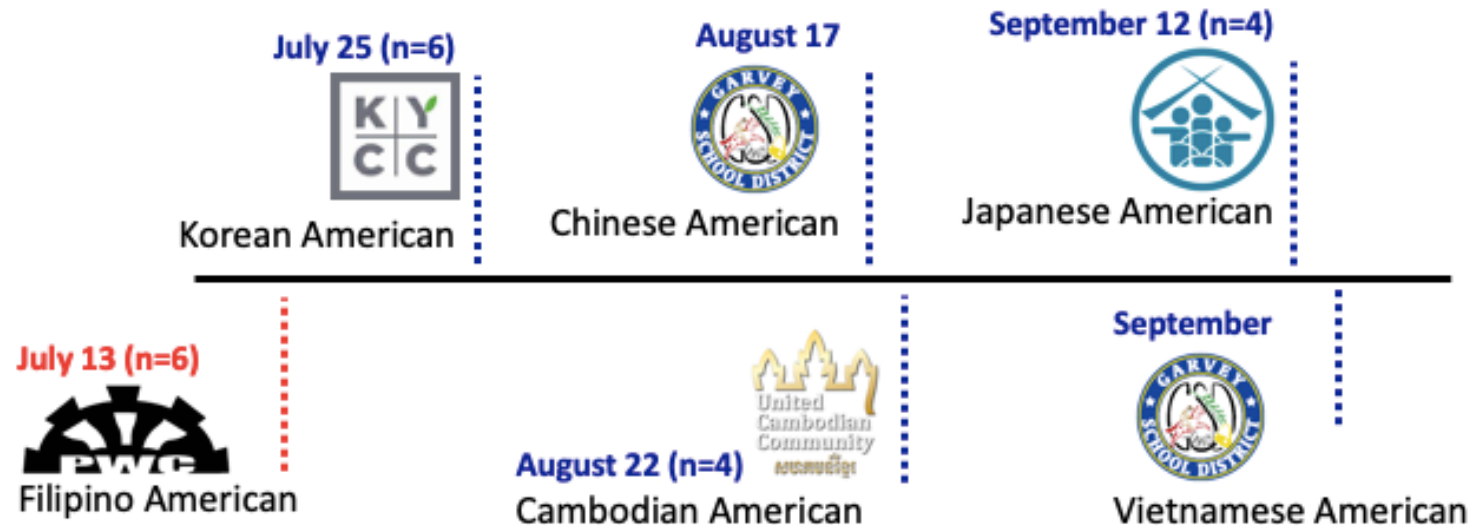 July 25 (n=6)
K Y
C C
Korean American
August 17
GARVEY
SCHOOL DISTRICT
Chinese American
September 12 (n=4)
Japanese American
July 13 (n=6)
PWC
Filipino American
United
Cambodian
Community
August 22 (n=4)
Cambodian American
September
GARVEY
SCHOOL DISTRICT
Vietnamese American